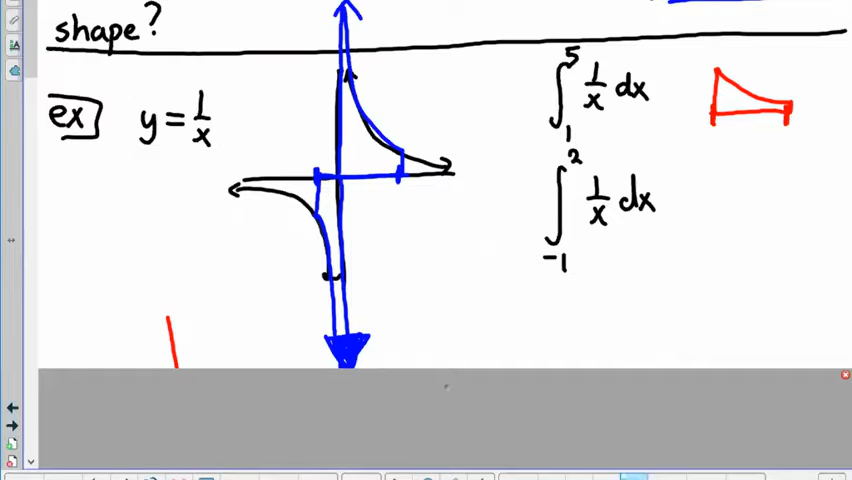 shape?
ex y = 1/x
∫₁⁵ 1/x dx
∫₋₁² 1/x dx